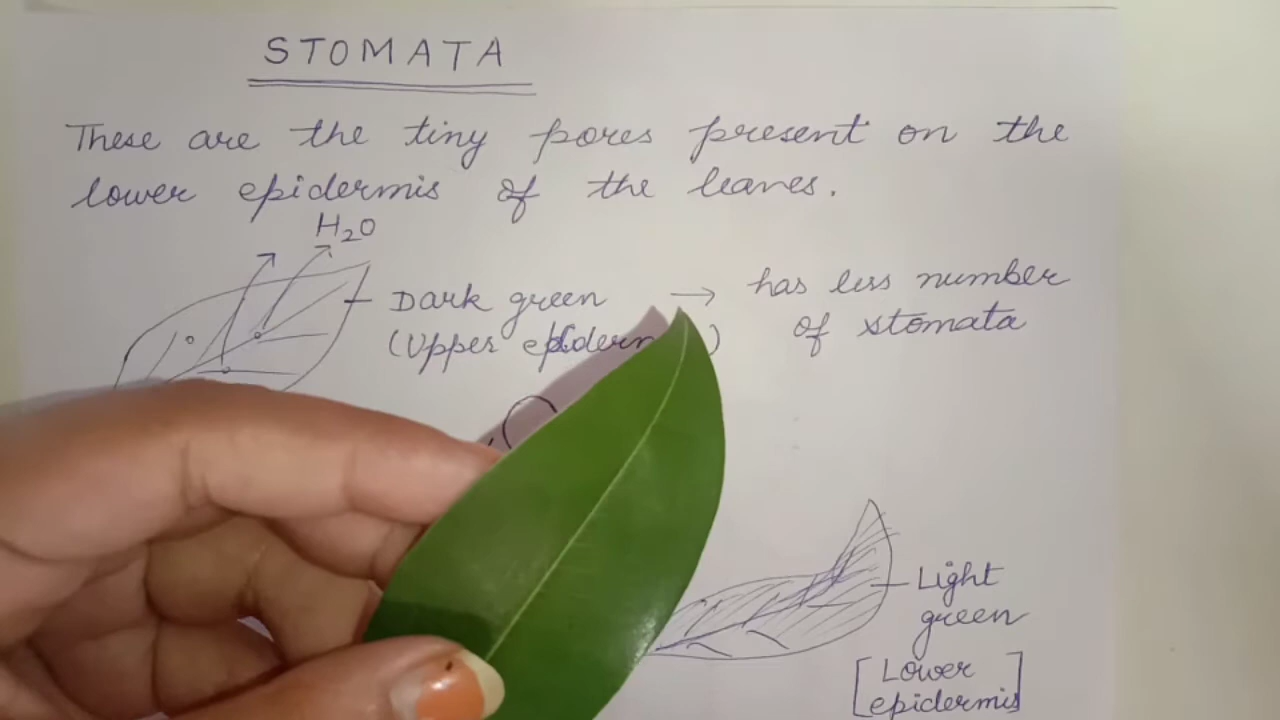 STOMATA
These are the tiny pores present on the
lower epidermis of the leaves.
H2O
Dark green → has less number
(Upper ) of stomata
Light
green
[Lower
epidermis]